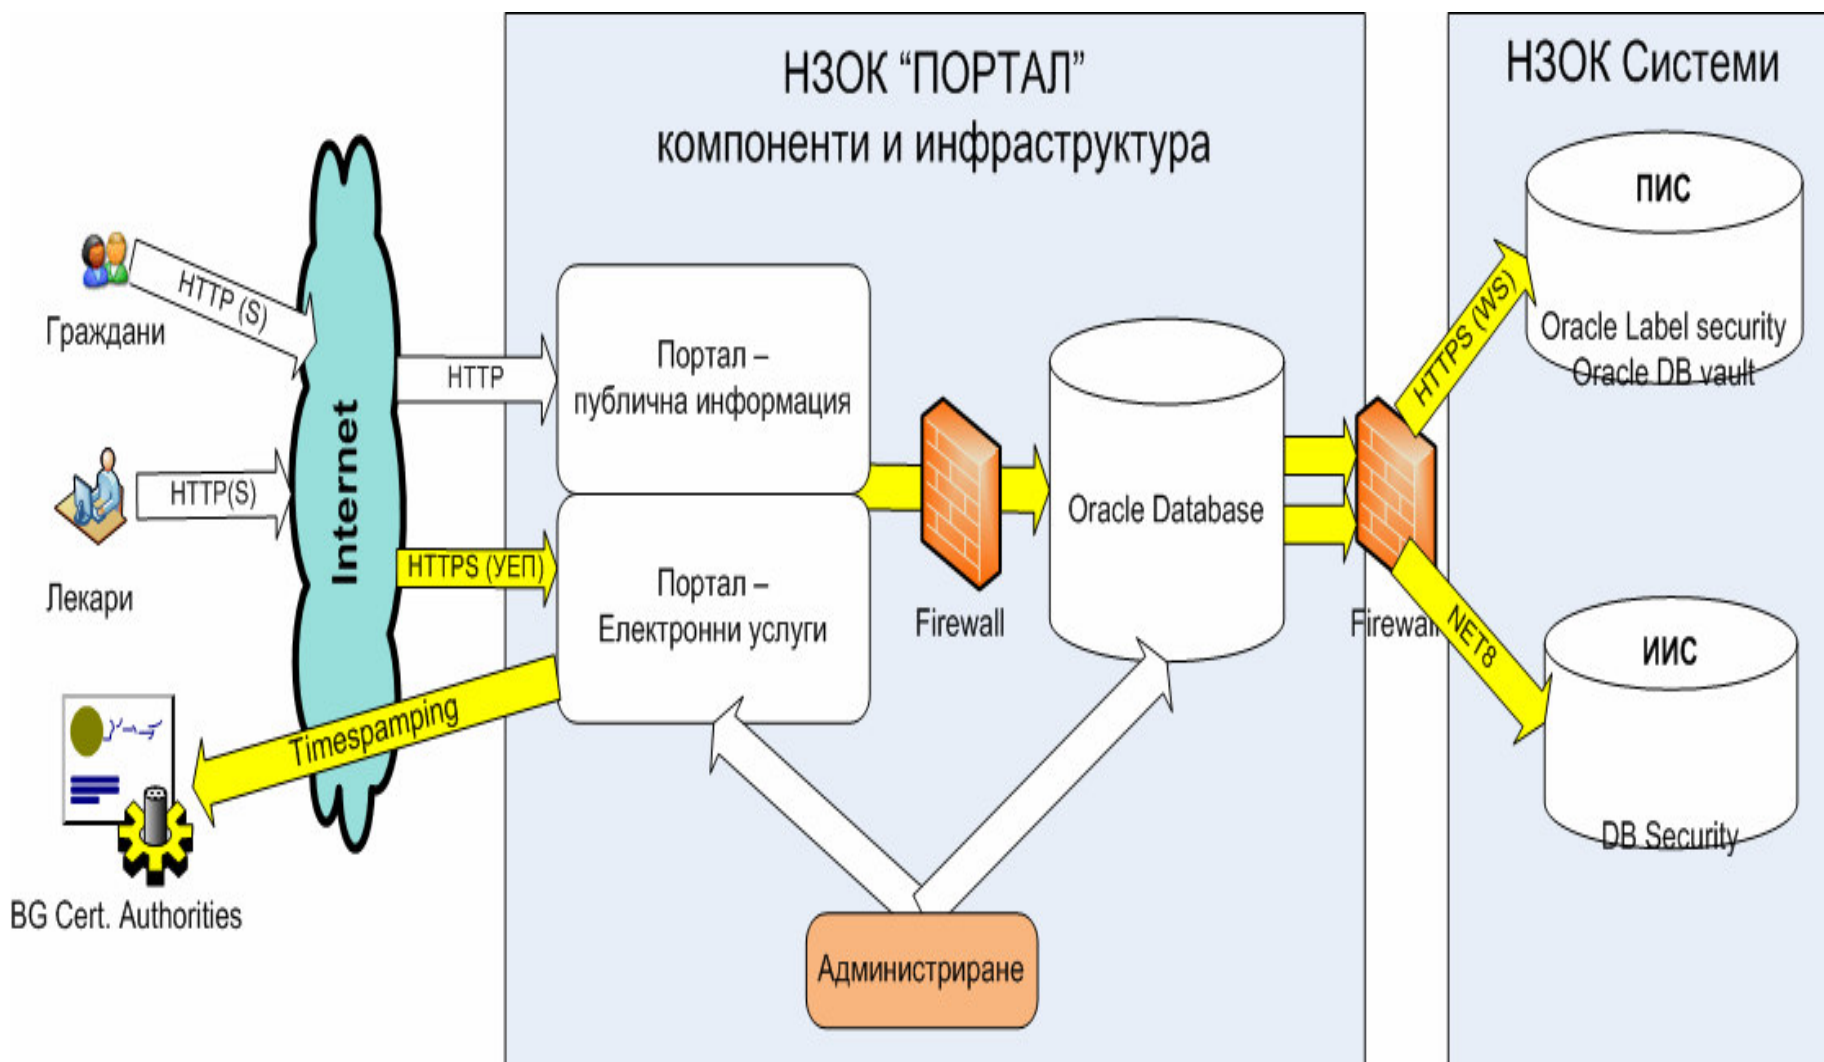 НЗОК “ПОРТАЛ”
компоненти и инфраструктура
НЗОК Системи
Граждани
HTTP (S)
Лекари
HTTP(S)
Internet
HTTP
HTTPS (УЕП)
Timespamping
BG Cert. Authorities
Портал –
публична информация
Портал –
Електронни услуги
Firewall
Oracle Database
Администриране
Firewall
HTTPS (WS)
NET8
ПИС
Oracle Label security
Oracle DB vault
ИИС
DB Security